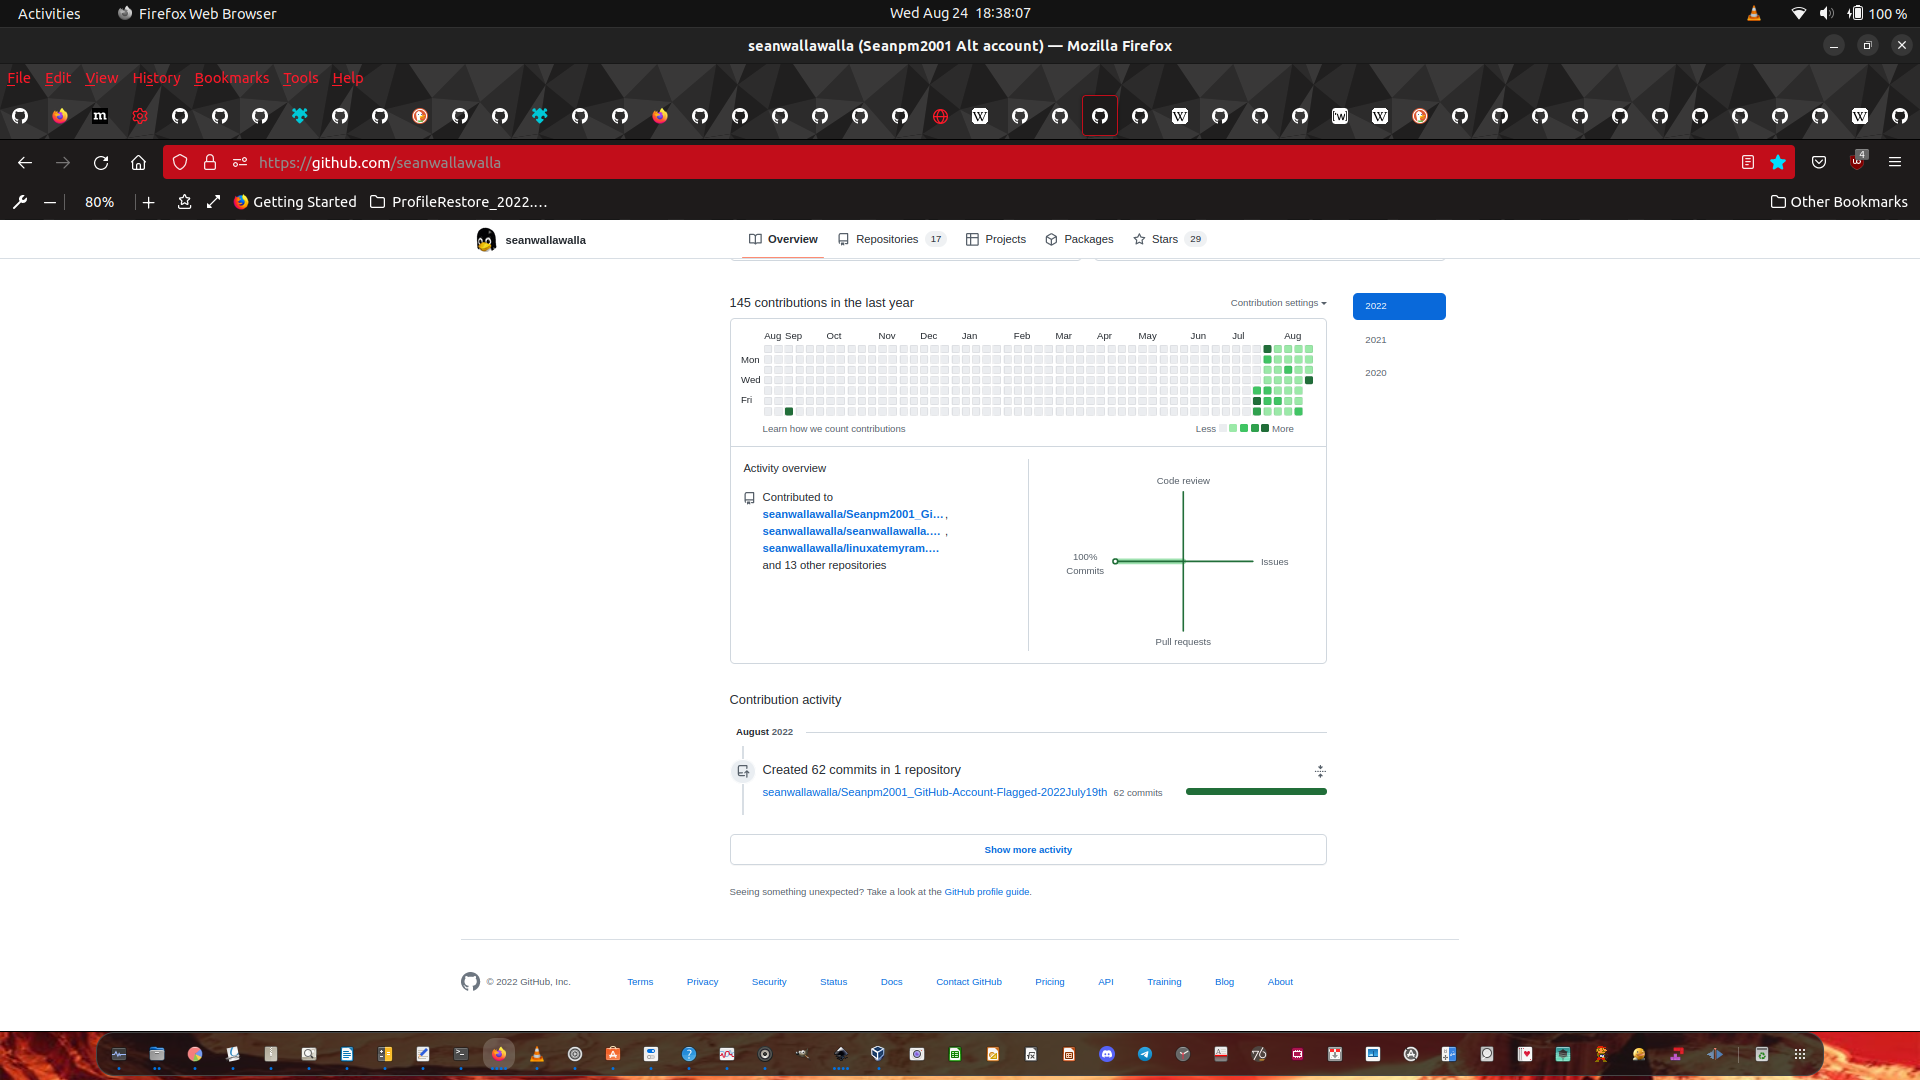 Activities Firefox Web Browser Wed Aug 24 18:38:07 100 %
seanwallawalla (Seanpm2001 Alt account) — Mozilla Firefox
File Edit View History Bookmarks Tools Help
https://github.com/seanwallawalla 4
80% Getting Started ProfileRestore_2022.... Other Bookmarks
seanwallawalla Overview Repositories 17 Projects Packages Stars 29
145 contributions in the last year Contribution settings 2022
Aug Sep Oct Nov Dec Jan Feb Mar Apr May Jun Jul Aug
2021
Mon
2020
Wed
Fri
Learn how we count contributions Less More
Activity overview
Contributed to
seanwallawalla/Seanpm2001_Gi... ,
seanwallawalla/seanwallawalla.... ,
seanwallawalla/linuxatemyram....
and 13 other repositories
Code review
100%
Commits
Issues
Pull requests
Contribution activity
August 2022
Created 62 commits in 1 repository
seanwallawalla/Seanpm2001_GitHub-Account-Flagged-2022July19th 62 commits
Show more activity
Seeing something unexpected? Take a look at the GitHub profile guide.
© 2022 GitHub, Inc. Terms Privacy Security Status Docs Contact GitHub Pricing API Training Blog About